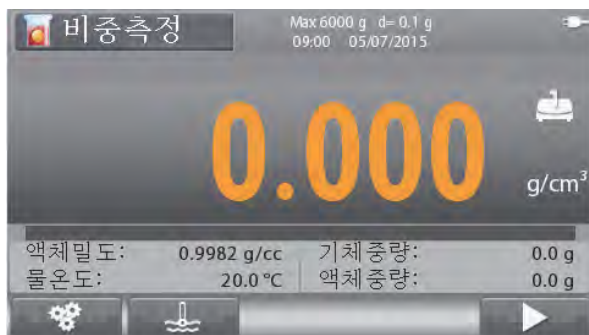 비중측정
Max 6000 g d= 0.1 g
09:00 05/07/2015
0.000
g/cm³
액체밀도: 0.9982 g/cc 기체중량: 0.0 g
물온도: 20.0 °C 액체중량: 0.0 g